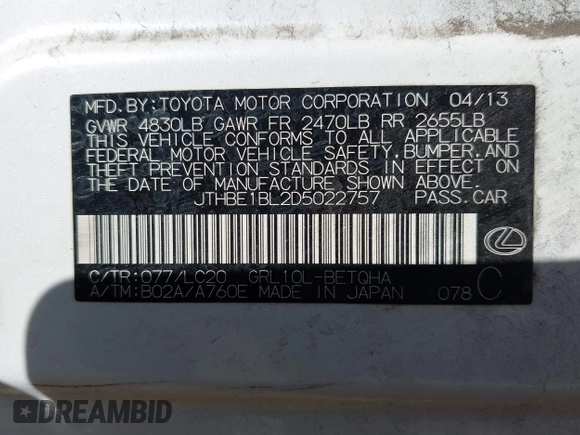 MFD.BY:TOYOTA MOTOR CORPORATION 04/13
GVWR 4830LB GAWR FR 2470LB RR 2655LB
THIS VEHICLE CONFORMS TO ALL APPLICABLE
FEDERAL MOTOR VEHICLE SAFETY,BUMPER,AND
THEFT PREVENTION STANDARDS IN EFFECT ON
THE DATE OF MANUFACTURE SHOWN ABOVE.
JTHBE1BL2D5022757 PASS.CAR
C/TR:077/LC20 GRL10L-BETQHA
A/TM:B02A/A760E MADE IN JAPAN 078 C
DREAMBID